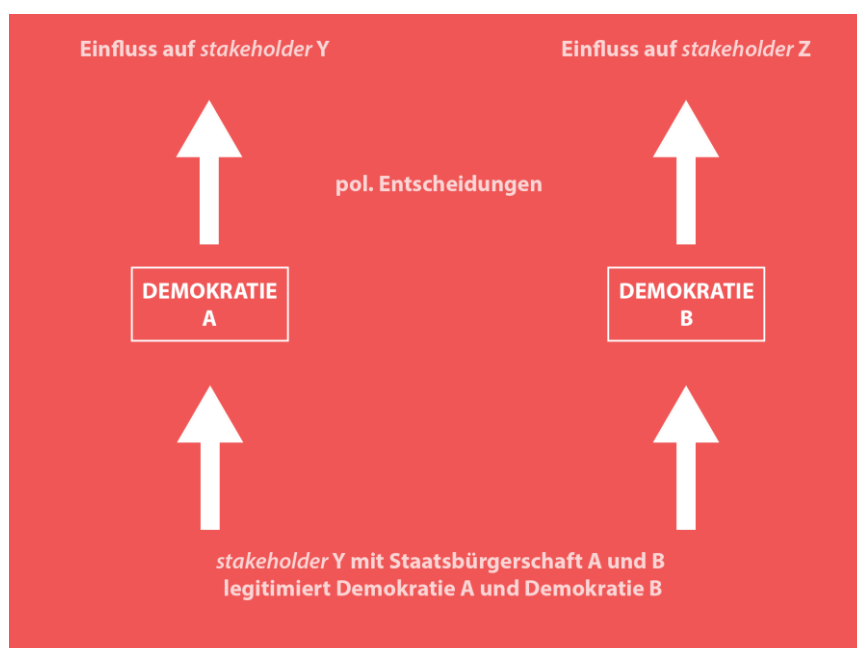 Einfluss auf stakeholder Y
Einfluss auf stakeholder Z
pol. Entscheidungen
DEMOKRATIE
A
DEMOKRATIE
B
stakeholder Y mit Staatsbürgerschaft A und B
legitimiert Demokratie A und Demokratie B